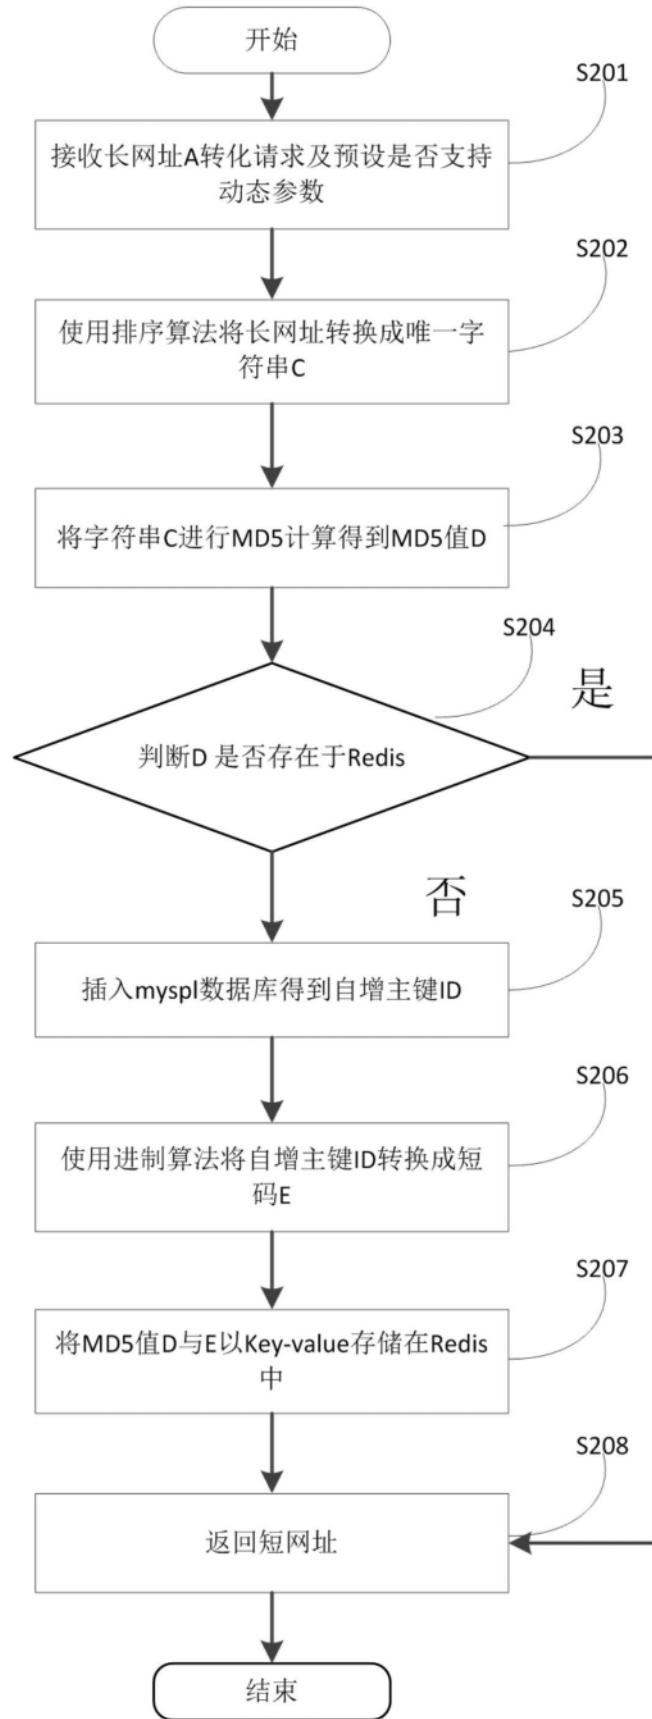 开始
S201
接收长网址A转化请求及预设是否支持
动态参数
S202
使用排序算法将长网址转换成唯一字
符串C
S203
将字符串C进行MD5计算得到MD5值D
S204
是
判断D 是否存在于Redis
否
S205
插入myspl数据库得到自增主键ID
S206
使用进制算法将自增主键ID转换成短
码E
S207
将MD5值D与E以Key-value存储在Redis
中
S208
返回短网址
结束